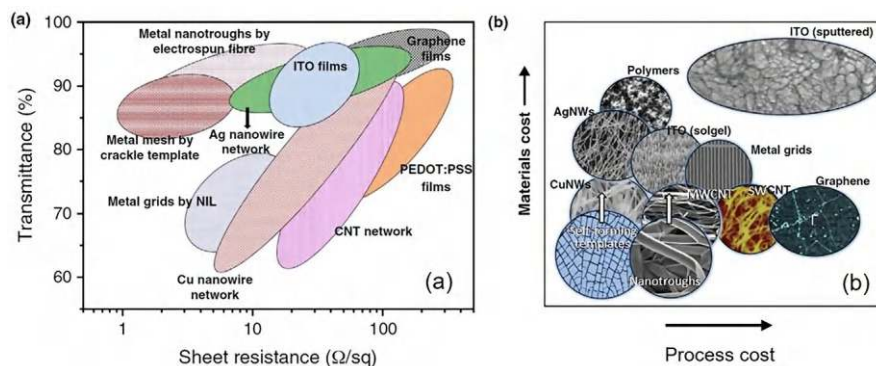 (a)
Metal nanotroughs by
electrospun fibre
Graphene
films
ITO films
Metal mesh by
crackle template
Ag nanowire
network
Metal grids by NIL
PEDOT:PSS
films
CNT network
Cu nanowire
network
(a)
Transmittance (%)
100
90
80
70
60
1
10
100
Sheet resistance (Ω/sq)
(b)
ITO (sputtered)
Polymers
AgNWs
ITO (solgel)
Metal grids
CuNWs
MWCNT
SWCNT
Graphene
Self-forming
templates
Nanotroughs
(b)
Materials cost
Process cost